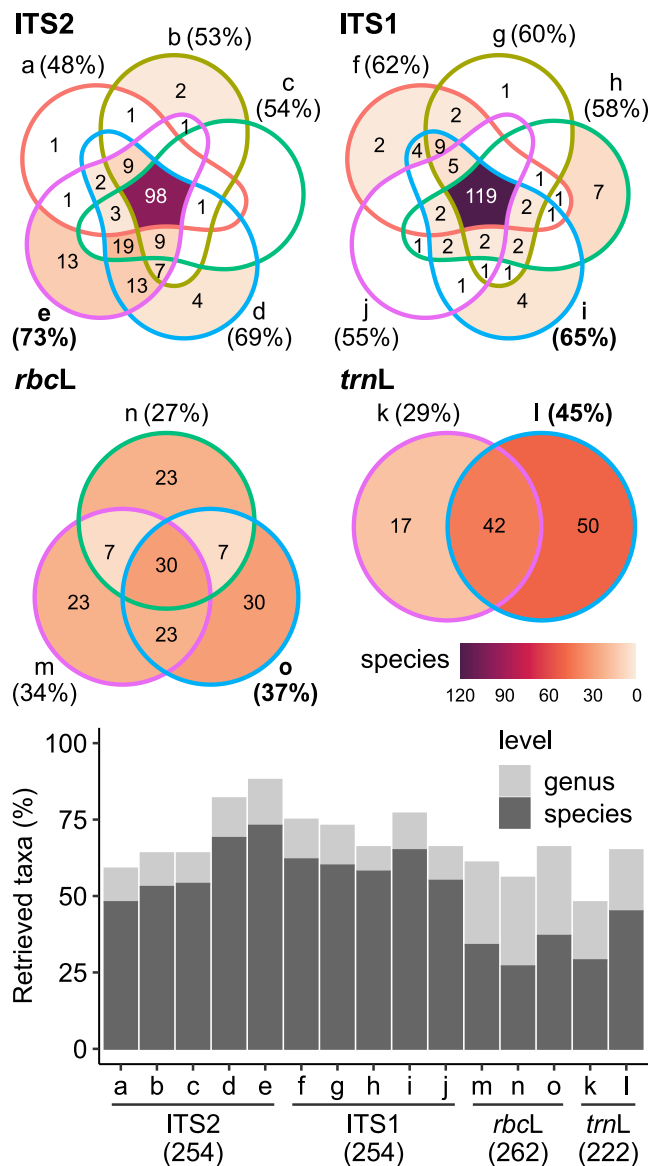 ITS2
b (53%)
a (48%)
c
(54%)
2
1
1
1
9
2
98
1
1
3
19
9
13
13
7
4
e
(73%)
d
(69%)
ITS1
g (60%)
f (62%)
h
(58%)
1
2
2
4
9
5
1
7
119
1
1
2
2
1
2
2
2
1
1
1
4
j
(55%)
i
(65%)
rbcL
n (27%)
23
7
7
30
23
30
23
m
(34%)
o
(37%)
trnL
k (29%)
l (45%)
17
42
50
species
120 90 60 30 0
level
genus
species
Retrieved taxa (%)
100
75
50
25
0
a b c d e f g h i j m n o k l
ITS2 ITS1 rbcL trnL
(254) (254) (262) (222)